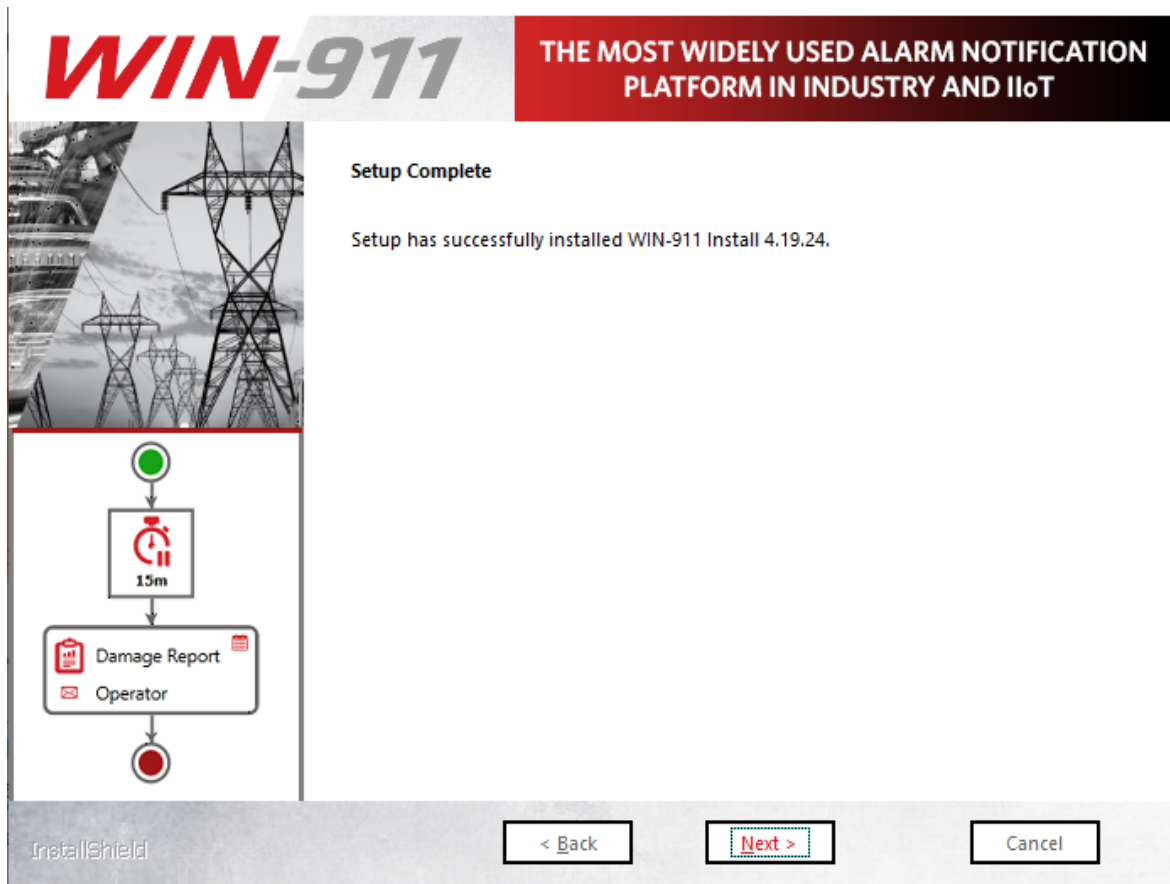 WIN-911
THE MOST WIDELY USED ALARM NOTIFICATION
PLATFORM IN INDUSTRY AND IIoT
Setup Complete
Setup has successfully installed WIN-911 Install 4.19.24.
15m
Damage Report
Operator
InstallShield
< Back
Next >
Cancel